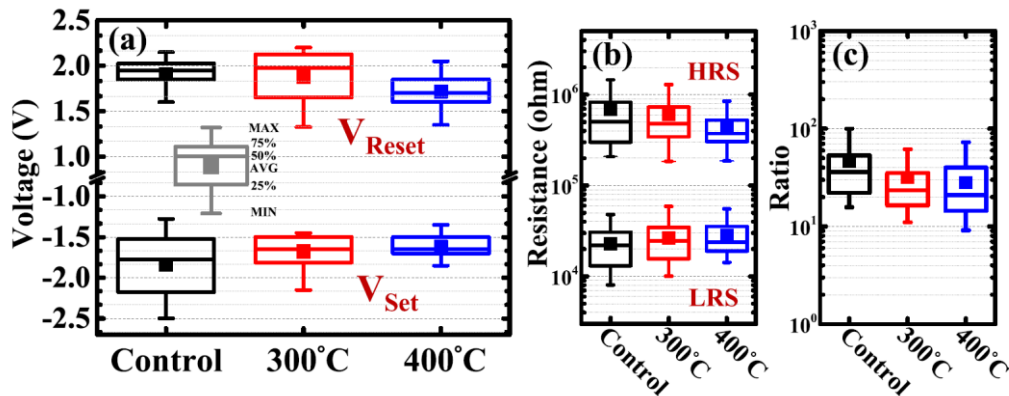 (a)
Voltage (V)
2.5
2.0
1.5
1.0
-1.0
-1.5
-2.0
-2.5
V_Reset
MAX
75%
50%
AVG
25%
MIN
V_Set
Control 300°C 400°C
(b)
Resistance (ohm)
10^6
10^5
10^4
HRS
LRS
Control 300°C 400°C
(c)
Ratio
10^3
10^2
10^1
10^0
Control 300°C 400°C